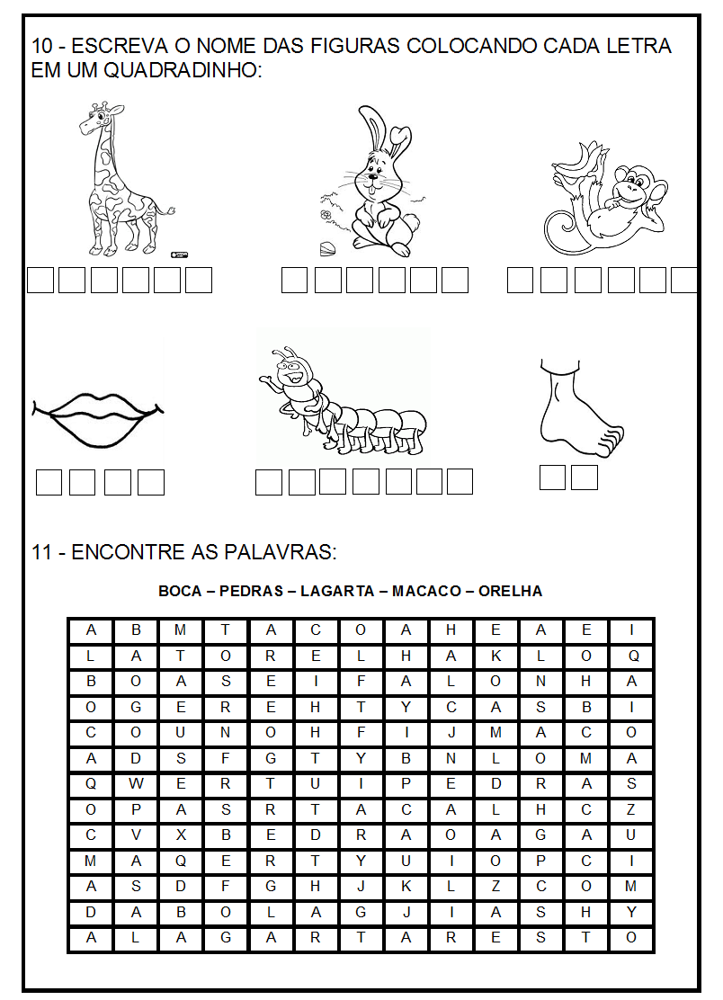 10 - ESCREVA O NOME DAS FIGURAS COLOCANDO CADA LETRA
EM UM QUADRADINHO:
11 - ENCONTRE AS PALAVRAS:
BOCA – PEDRAS – LAGARTA – MACACO – ORELHA
A B M T A C O A H E A E I
L A T O R E L H A K L O Q
B O A S E I F A L O N H A
O G E R E H T Y C A S B I
C O U N O H F I J M A C O
A D S F G T Y B N L O M A
Q W E R T U I P E D R A S
O P A S R T A C A L H C Z
C V X B E D R A O A G A U
M A Q E R T Y U I O P C I
A S D F G H J K L Z C O M
D A B O L A G J I A S H Y
A L A G A R T A R E S T O